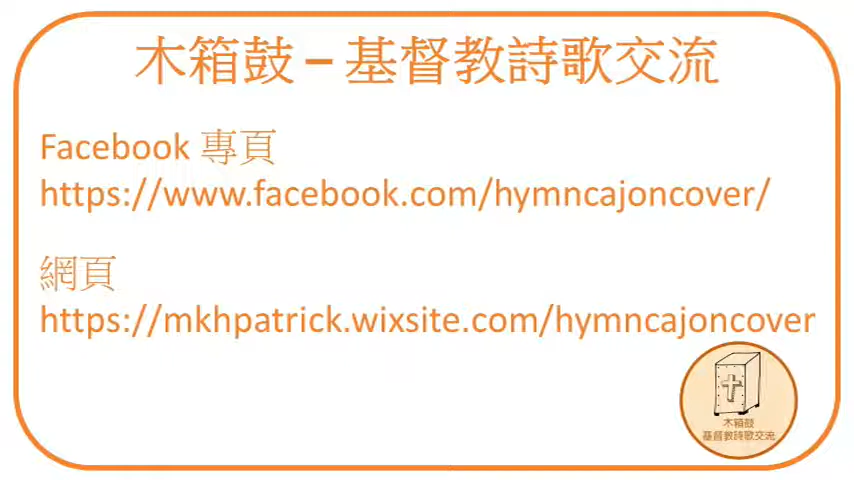 木箱鼓 – 基督教詩歌交流
Facebook 專頁
https://www.facebook.com/hymncajoncover/
網頁
https://mkhpatrick.wixsite.com/hymncajoncover
木箱鼓
基督教詩歌交流